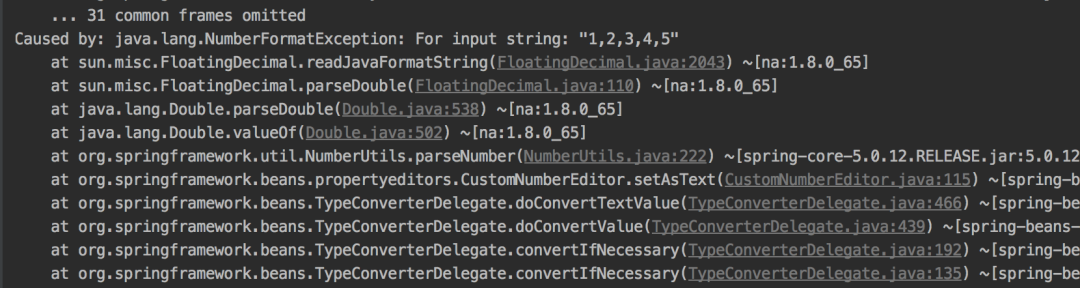 ... 31 common frames omitted
Caused by: java.lang.NumberFormatException: For input string: "1,2,3,4,5"
at sun.misc.FloatingDecimal.readJavaFormatString(FloatingDecimal.java:2043) ~[na:1.8.0_65]
at sun.misc.FloatingDecimal.parseDouble(FloatingDecimal.java:110) ~[na:1.8.0_65]
at java.lang.Double.parseDouble(Double.java:538) ~[na:1.8.0_65]
at java.lang.Double.valueOf(Double.java:502) ~[na:1.8.0_65]
at org.springframework.util.NumberUtils.parseNumber(NumberUtils.java:222) ~[spring-core-5.0.12.RELEASE.jar:5.0.12
at org.springframework.beans.propertyeditors.CustomNumberEditor.setAsText(CustomNumberEditor.java:115) ~[spring-b
at org.springframework.beans.TypeConverterDelegate.doConvertTextValue(TypeConverterDelegate.java:466) ~[spring-be
at org.springframework.beans.TypeConverterDelegate.doConvertValue(TypeConverterDelegate.java:439) ~[spring-beans-
at org.springframework.beans.TypeConverterDelegate.convertIfNecessary(TypeConverterDelegate.java:192) ~[spring-be
at org.springframework.beans.TypeConverterDelegate.convertIfNecessary(TypeConverterDelegate.java:135) ~[spring-be